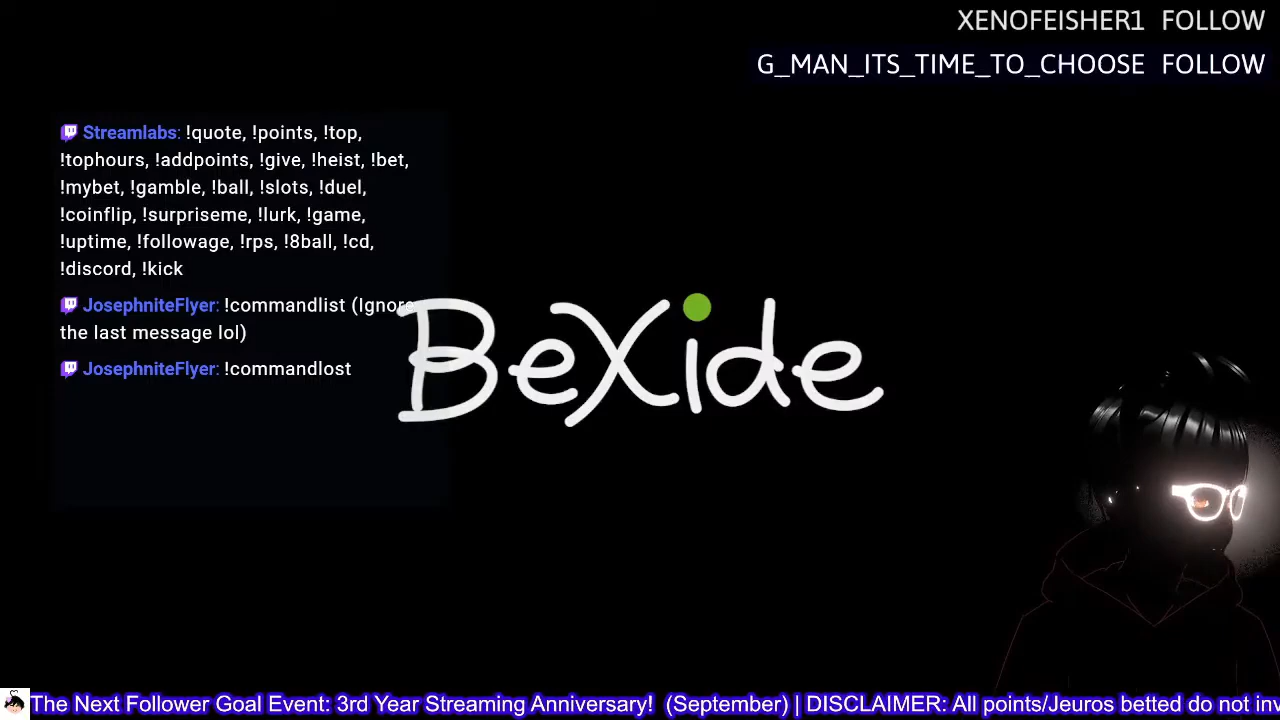 XENOFEISHER1 FOLLOW
G_MAN_ITS_TIME_TO_CHOOSE FOLLOW
Streamlabs: !quote, !points, !top,
!tophours, !addpoints, !give, !heist, !bet,
!mybet, !gamble, !ball, !slots, !duel,
!coinflip, !surpriseme, !lurk, !game,
!uptime, !followage, !rps, !8ball, !cd,
!discord, !kick
JosephniteFlyer: !commandlist (Ignore
the last message lol)
JosephniteFlyer: !commandlost
BeXide
The Next Follower Goal Event: 3rd Year Streaming Anniversary! (September) | DISCLAIMER: All points/Jeuros betted do not inv